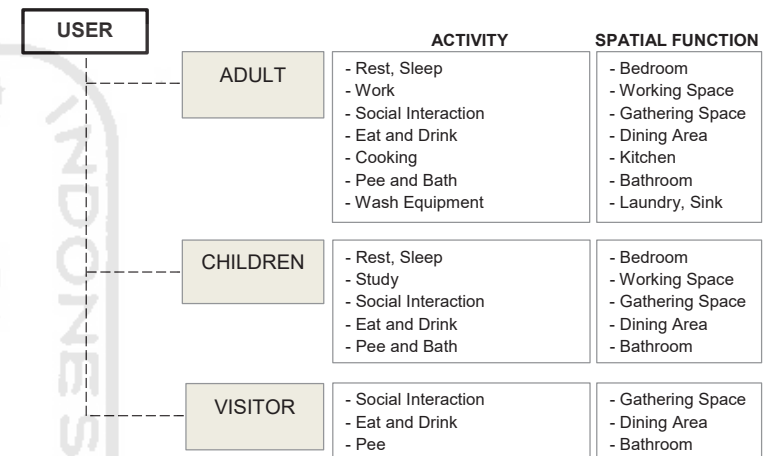 USER
ACTIVITY
SPATIAL FUNCTION
ADULT
- Rest, Sleep
- Work
- Social Interaction
- Eat and Drink
- Cooking
- Pee and Bath
- Wash Equipment
- Bedroom
- Working Space
- Gathering Space
- Dining Area
- Kitchen
- Bathroom
- Laundry, Sink
CHILDREN
- Rest, Sleep
- Study
- Social Interaction
- Eat and Drink
- Pee and Bath
- Bedroom
- Working Space
- Gathering Space
- Dining Area
- Bathroom
VISITOR
- Social Interaction
- Eat and Drink
- Pee
- Gathering Space
- Dining Area
- Bathroom
INDONES